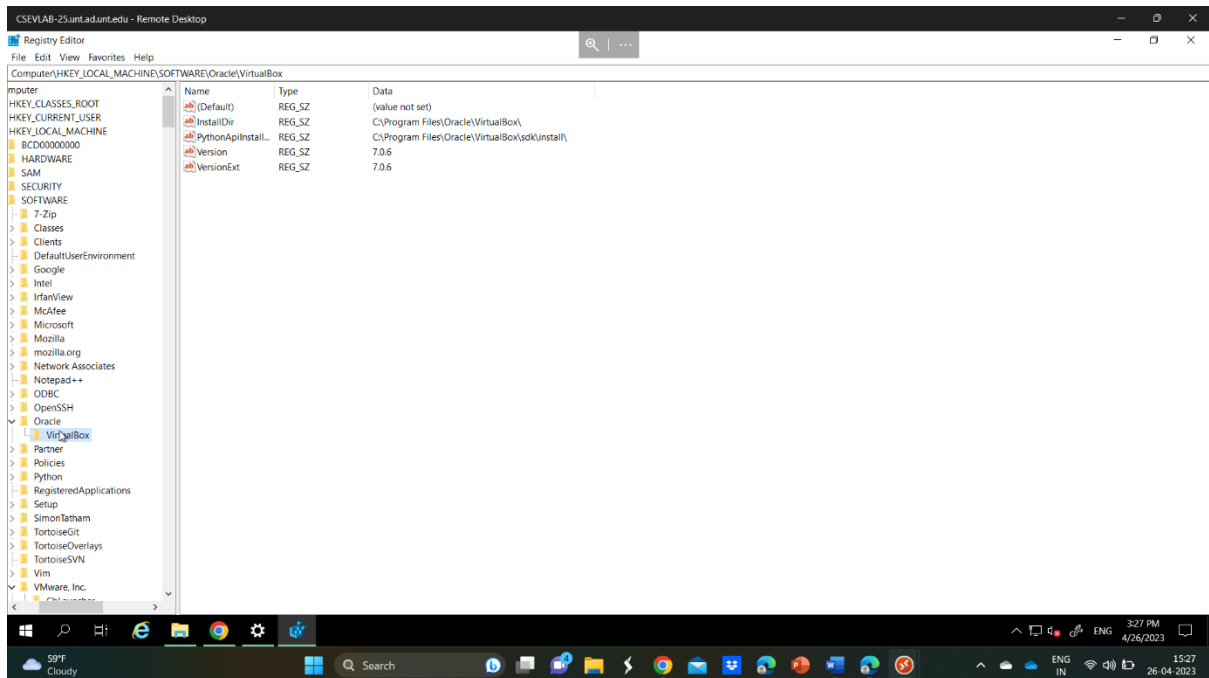 CSEVLAB-25.unt.ad.unt.edu - Remote Desktop
Registry Editor
File Edit View Favorites Help
Computer\HKEY_LOCAL_MACHINE\SOFTWARE\Oracle\VirtualBox
mputer
HKEY_CLASSES_ROOT
HKEY_CURRENT_USER
HKEY_LOCAL_MACHINE
BCD00000000
HARDWARE
SAM
SECURITY
SOFTWARE
7-Zip
Classes
Clients
DefaultUserEnvironment
Google
Intel
IrfanView
McAfee
Microsoft
Mozilla
mozilla.org
Network Associates
Notepad++
ODBC
OpenSSH
Oracle
VirtualBox
Partner
Policies
Python
RegisteredApplications
Setup
SimonTatham
TortoiseGit
TortoiseOverlays
TortoiseSVN
Vim
VMware, Inc.
Name Type Data
(Default) REG_SZ (value not set)
InstallDir REG_SZ C:\Program Files\Oracle\VirtualBox\
PythonApiInstall... REG_SZ C:\Program Files\Oracle\VirtualBox\sdk\install\
Version REG_SZ 7.0.6
VersionExt REG_SZ 7.0.6
ENG 3:27 PM
4/26/2023
59°F
Cloudy
Search
4
ENG
IN
15:27
26-04-2023